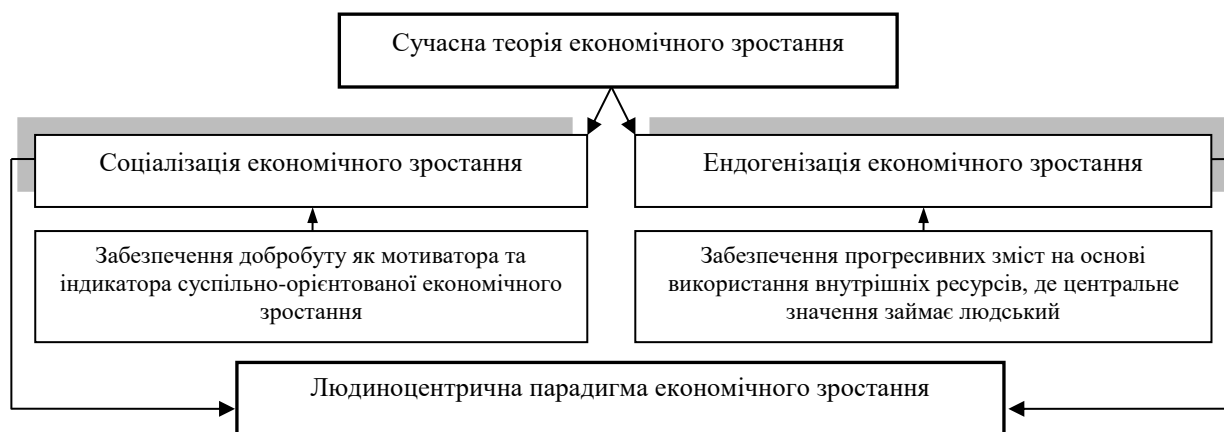 Сучасна теорія економічного зростання
Соціалізація економічного зростання
Ендогенізація економічного зростання
Забезпечення добробуту як мотиватора та
індикатора суспільно-орієнтованої економічного
зростання
Забезпечення прогресивних зміст на основі
використання внутрішніх ресурсів, де центральне
значення займає людський
Людиноцентрична парадигма економічного зростання